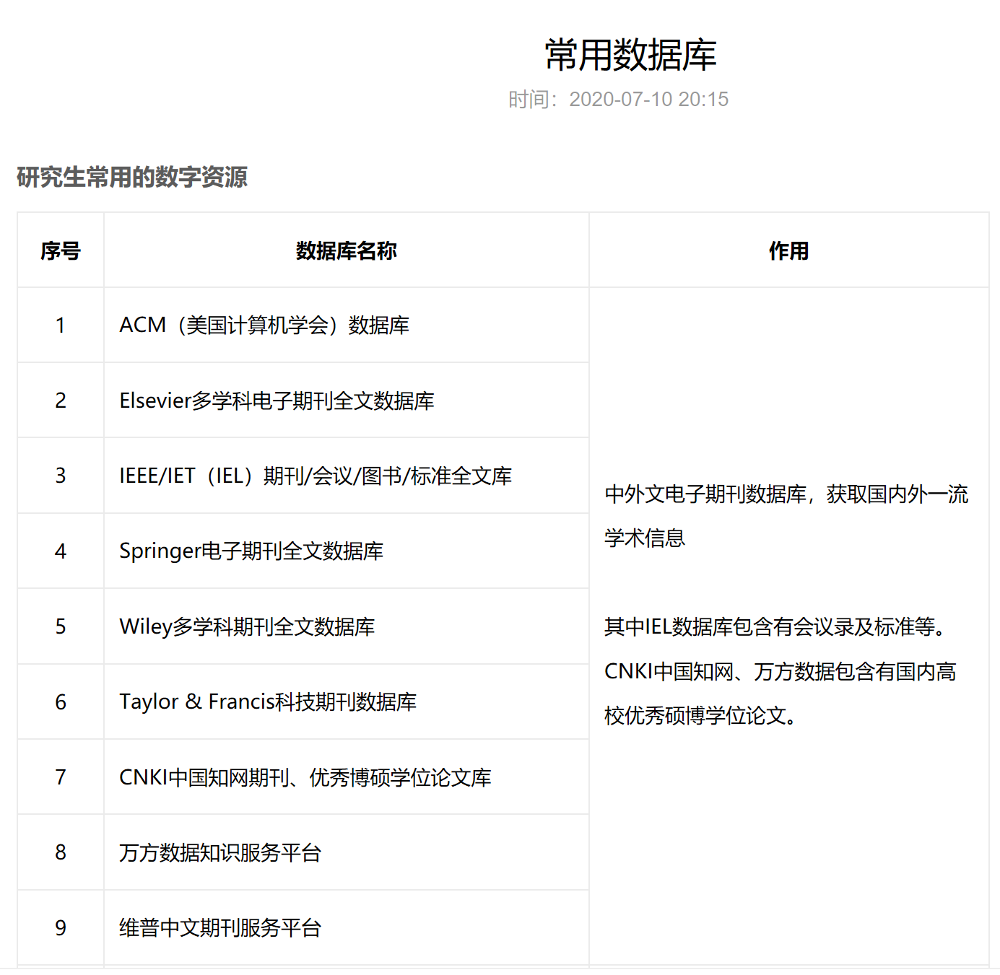 常用数据库
时间：2020-07-10 20:15
研究生常用的数字资源
序号 数据库名称 作用
1 ACM（美国计算机学会）数据库
2 Elsevier多学科电子期刊全文数据库
3 IEEE/IET（IEL）期刊/会议/图书/标准全文库
4 Springer电子期刊全文数据库
5 Wiley多学科期刊全文数据库
6 Taylor & Francis科技期刊数据库
7 CNKI中国知网期刊、优秀博硕学位论文库
8 万方数据知识服务平台
9 维普中文期刊服务平台
中外文电子期刊数据库，获取国内外一流
学术信息
其中IEL数据库包含有会议录及标准等。
CNKI中国知网、万方数据包含有国内高
校优秀硕博学位论文。